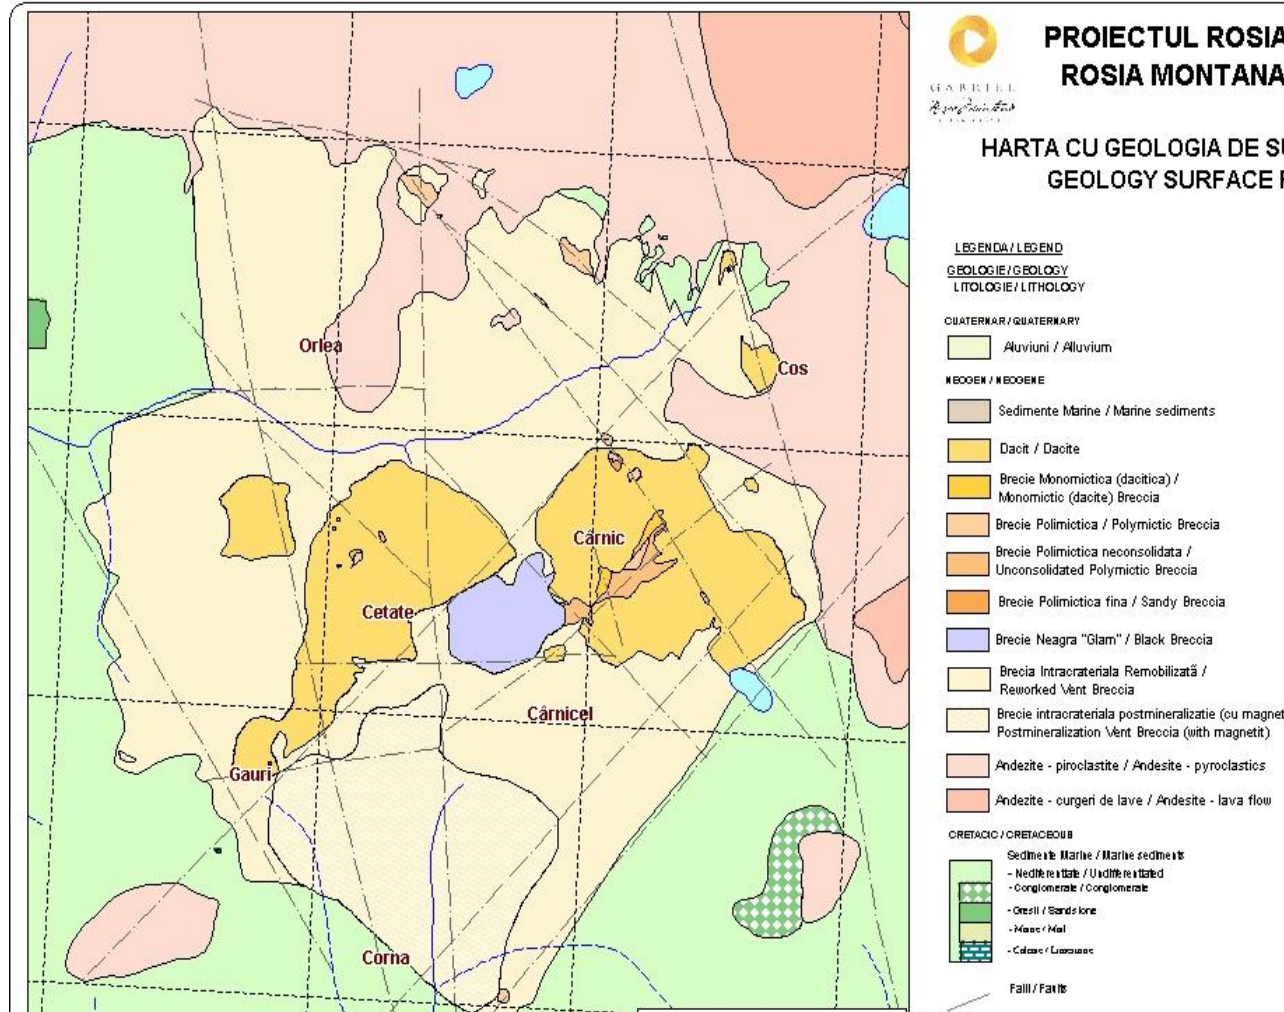 GABRIEL
PROIECTUL ROSIA
ROSIA MONTANA
HARTA CU GEOLOGIA DE SU
GEOLOGY SURFACE
LEGENDA / LEGEND
GEOLOGIE / GEOLOGY
LITOLOGIE / LITHOLOGY
CUATERNAR / QUATERNARY
Aluviuni / Alluvium
NEOGEN / NEOGENE
Sedimente Marine / Marine sediments
Dacit / Dacite
Brecie Monomictica (dacitica) /
Monomictic (dacite) Breccia
Brecie Polimictica / Polymictic Breccia
Brecie Polimictica neconsolidata /
Unconsolidated Polymictic Breccia
Brecie Polimictica fina / Sandy Breccia
Brecie Neagra "Glam" / Black Breccia
Brecia Intracrateriala Remobilizată /
Reworked Vent Breccia
Brecie intracrateriala postmineralizatie (cu magnet
Postmineralization Vent Breccia (with magnetit)
Andezite - piroclastite / Andesite - pyroclastics
Andezite - curgeri de lave / Andesite - lava flow
CRETACIC / CRETACEOUS
Sedimente Marine / Marine sediments
- Nediferentiate / Undifferentiated
- Conglomerate / Conglomerate
- Gresii / Sandstone
- Marne / Marl
- Calcare / Limestone
Falii / Faults
Orlea
Cos
Cârnic
Cetate
Cârnicel
Gauri
Corna